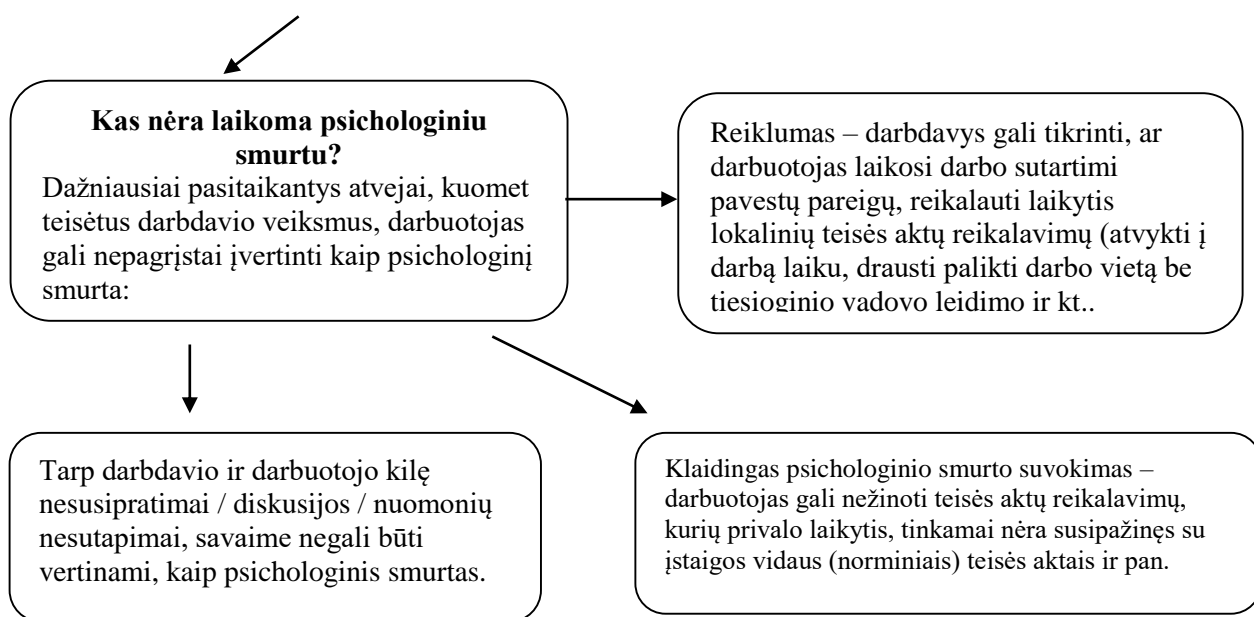 Kas nėra laikoma psichologiniu
smurtu?
Dažniausiai pasitaikantys atvejai, kuomet
teisėtus darbdavio veiksmus, darbuotojas
gali nepagrįstai įvertinti kaip psichologinį
smurta:
Reiklumas – darbdavys gali tikrinti, ar
darbuotojas laikosi darbo sutartimi
pavestų pareigų, reikalauti laikytis
lokalinių teisės aktų reikalavimų (atvykti į
darbą laiku, drausti palikti darbo vietą be
tiesioginio vadovo leidimo ir kt..
Tarp darbdavio ir darbuotojo kilę
nesusipratimai / diskusijos / nuomonių
nesutapimai, savaime negali būti
vertinami, kaip psichologinis smurtas.
Klaidingas psichologinio smurto suvokimas –
darbuotojas gali nežinoti teisės aktų reikalavimų,
kurių privalo laikytis, tinkamai nėra susipažinęs su
įstaigos vidaus (norminiais) teisės aktais ir pan.